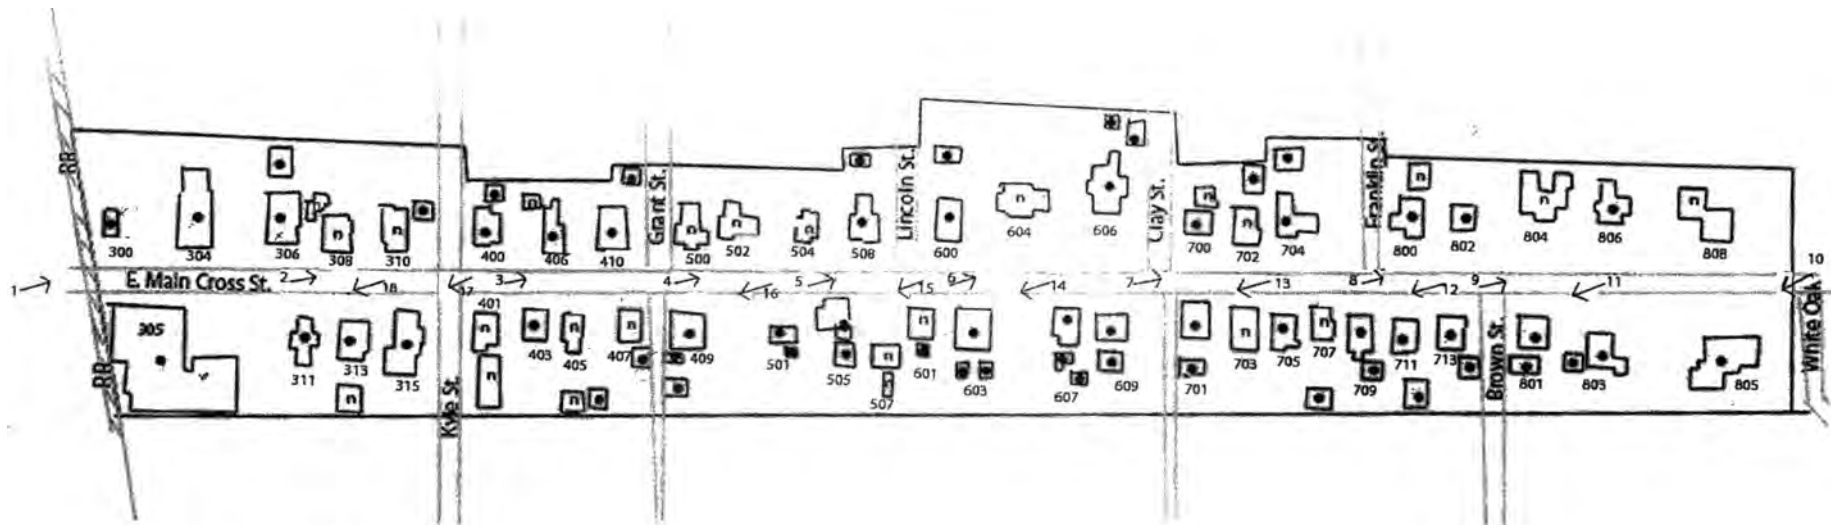 RR
Grant St.
Lincoln St.
Clay St.
Franklin St
n n n n n n n n n n n n n n
300 304 306 308 310 400 406 410 500 502 504 508 600 604 606 700 702 704 800 802 804 806 808
1 2 18 17 3 4 16 5 15 6 14 7 13 8 12 9 11 10
E. Main Cross St.
305 311 313 315 401 403 405 407 409 501 505 507 601 603 607 609 701 703 705 707 709 711 713 801 803 805
n n n n n n n n n n n
RR
Kyle St.
Brown St.
White Oak